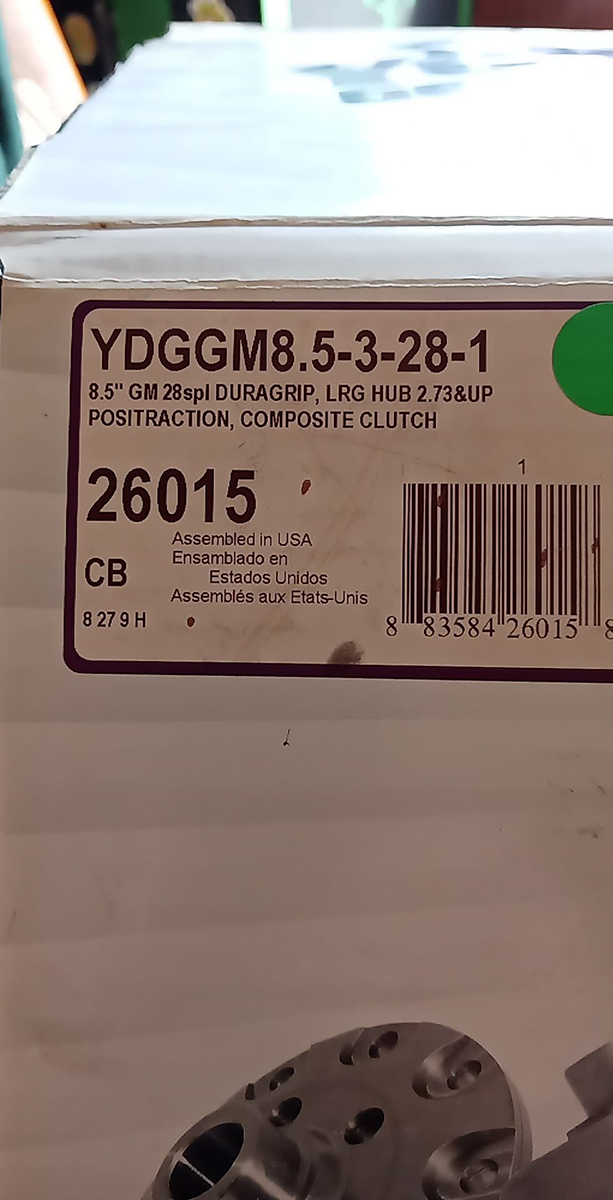 YDGGM8.5-3-28-1
8.5" GM 28spl DURAGRIP, LRG HUB 2.73&UP
POSITRACTION, COMPOSITE CLUTCH
26015
Assembled in USA
Ensamblado en
Estados Unidos
Assemblés aux Etats-Unis
CB
8 27 9 H
1
8 83584 26015 8